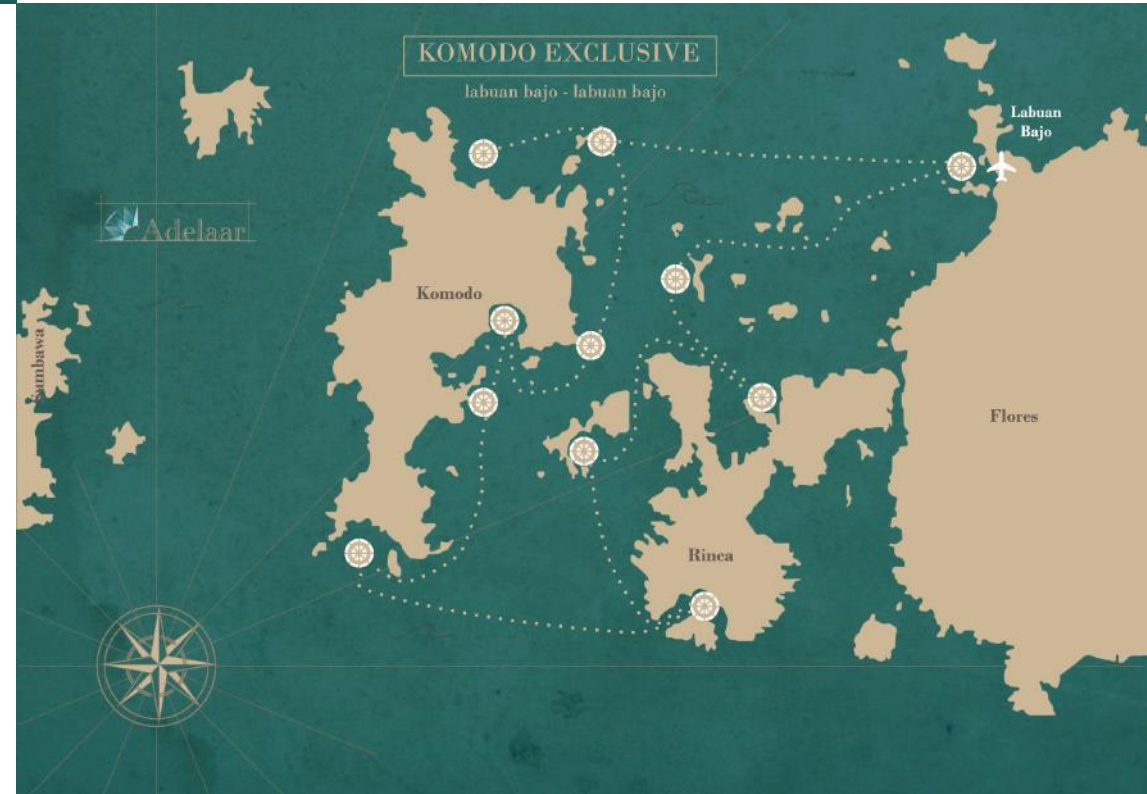 KOMODO EXCLUSIVE
labuan bajo - labuan bajo
Labuan
Bajo
Adelaar
Komodo
Sumbawa
Flores
Rinca